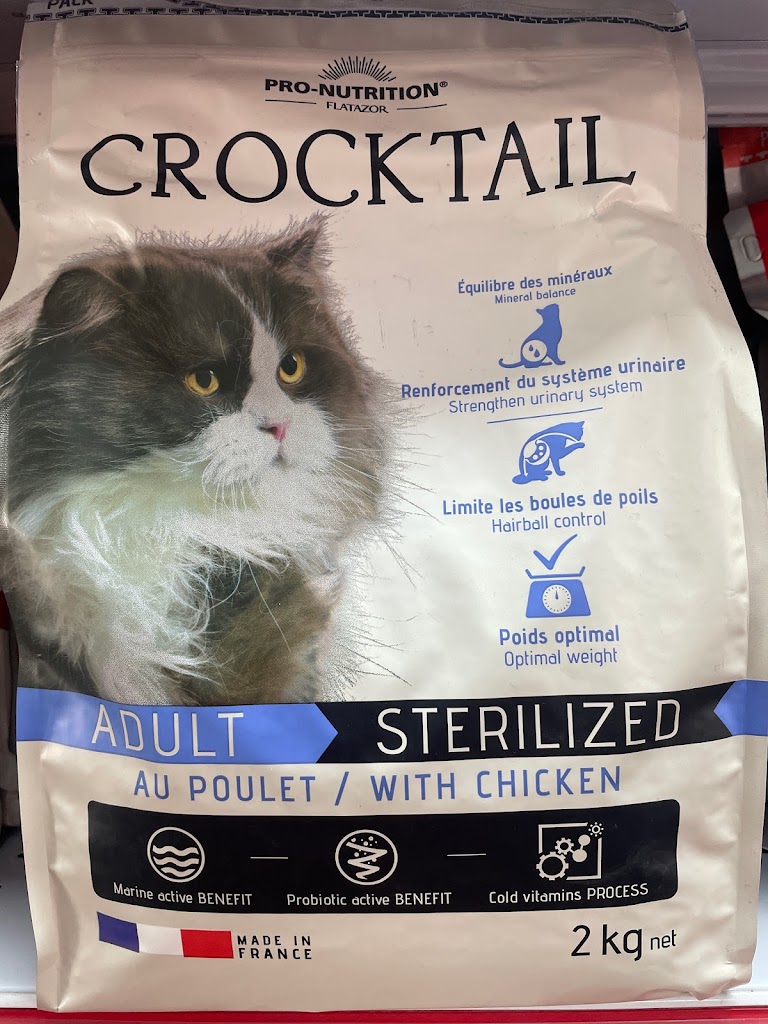 PACK
PRO-NUTRITION®
FLATAZOR
CROCKTAIL
Équilibre des minéraux
Mineral balance
Renforcement du système urinaire
Strengthen urinary system
Limite les boules de poils
Hairball control
Poids optimal
Optimal weight
ADULT STERILIZED
AU POULET / WITH CHICKEN
Marine active BENEFIT
Probiotic active BENEFIT
Cold vitamins PROCESS
MADE IN
FRANCE
2 kg net